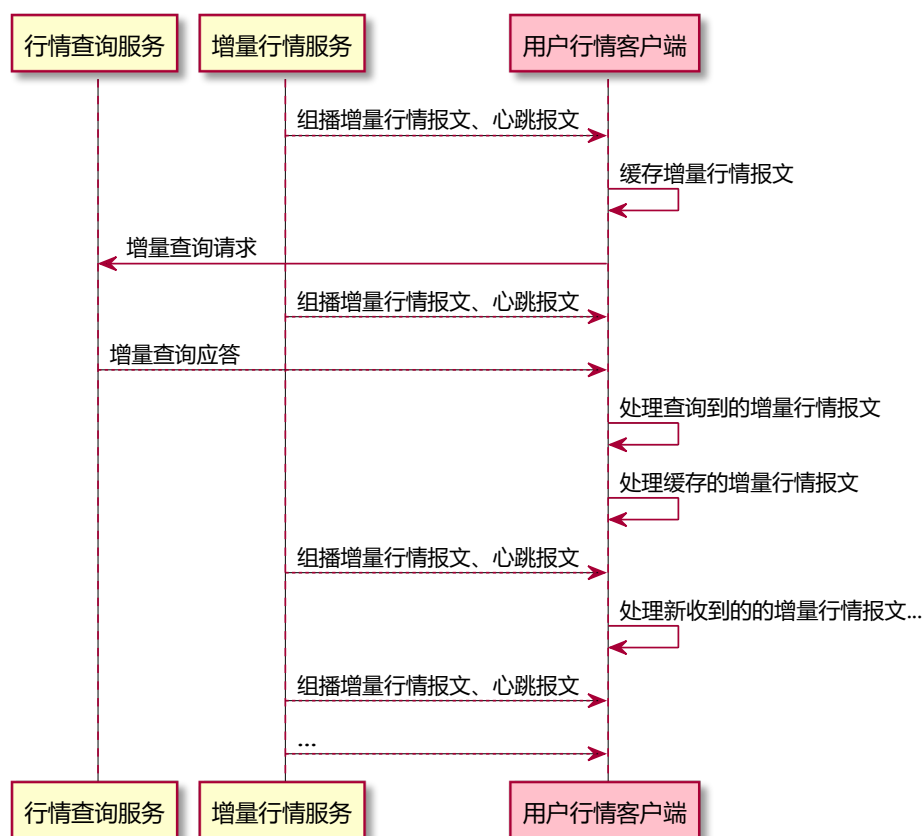 行情查询服务
增量行情服务
用户行情客户端
组播增量行情报文、心跳报文
缓存增量行情报文
增量查询请求
组播增量行情报文、心跳报文
增量查询应答
处理查询到的增量行情报文
处理缓存的增量行情报文
组播增量行情报文、心跳报文
处理新收到的的增量行情报文...
组播增量行情报文、心跳报文
...
行情查询服务
增量行情服务
用户行情客户端